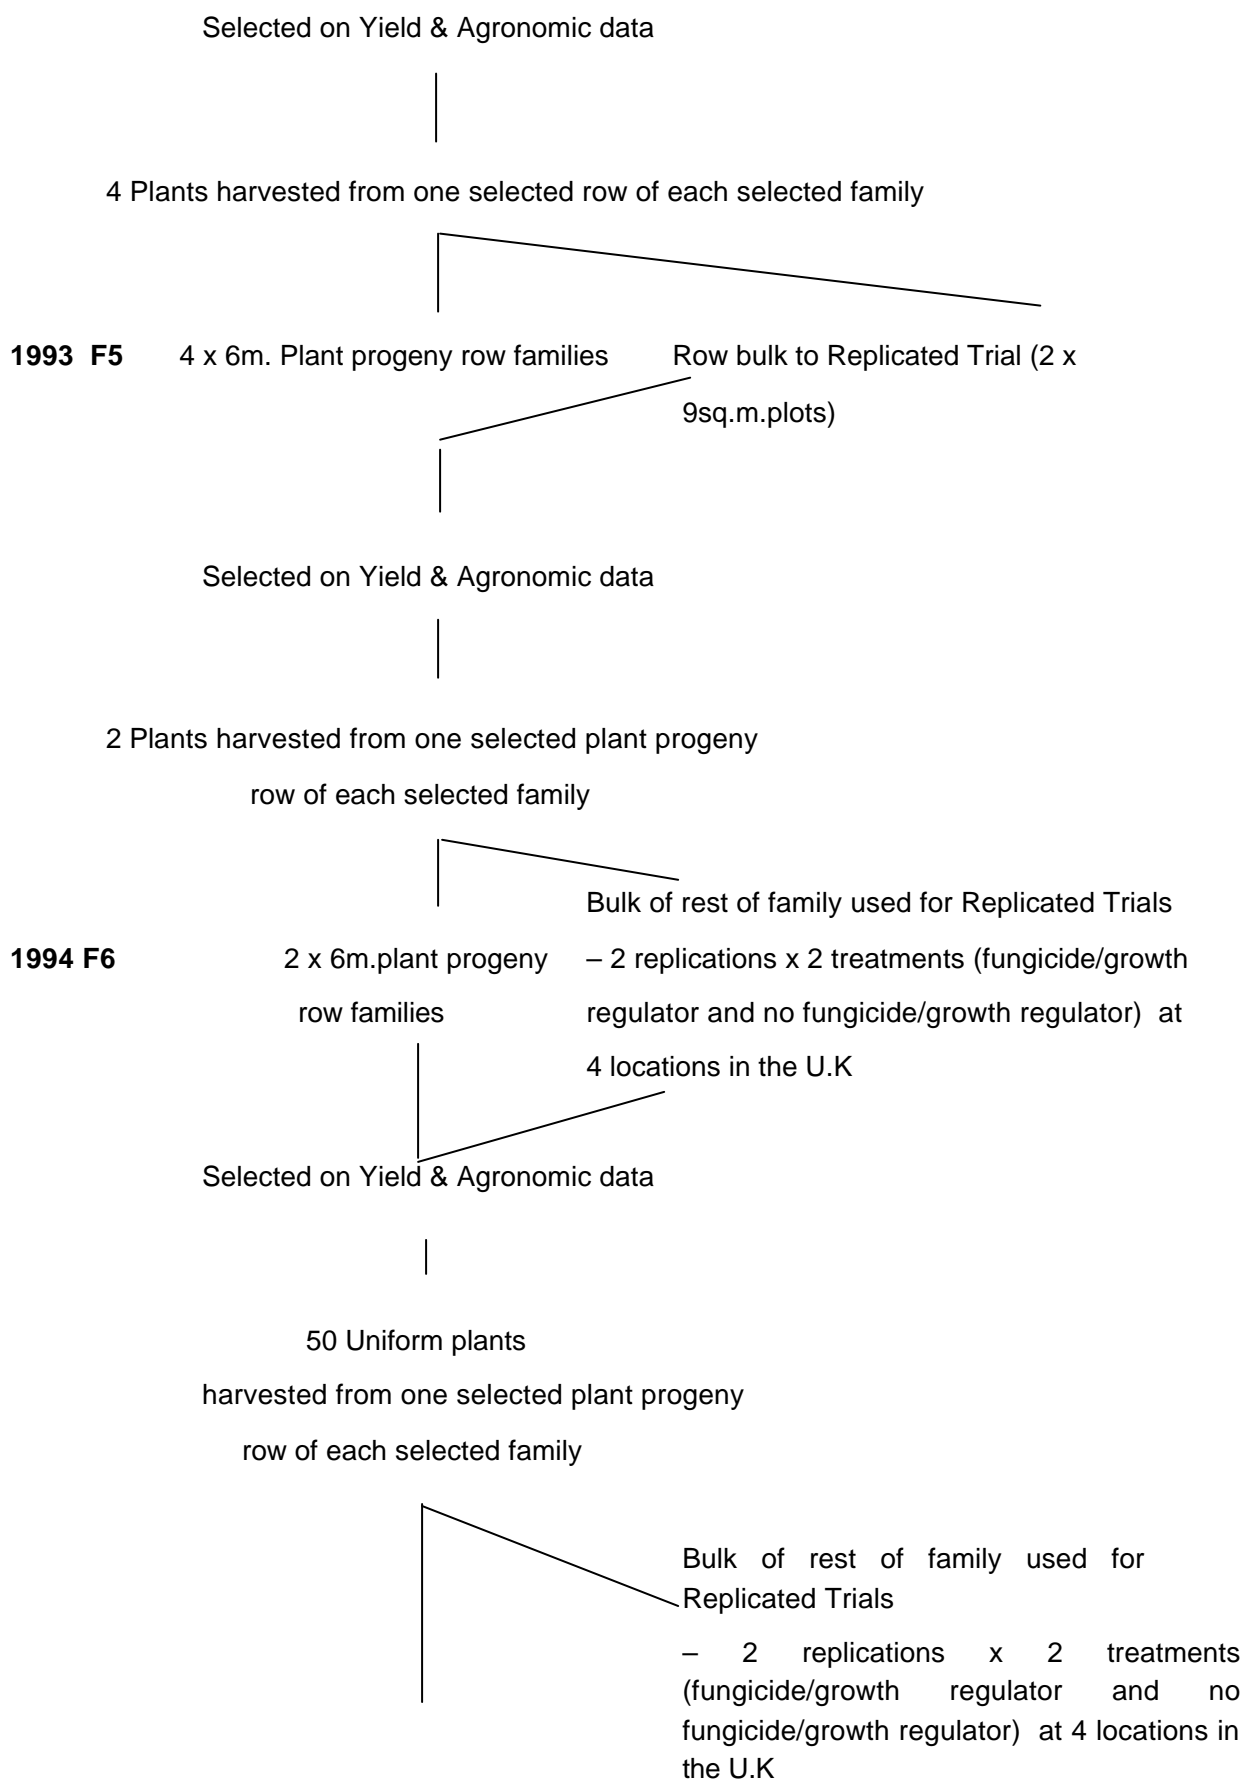 Selected on Yield & Agronomic data
4 Plants harvested from one selected row of each selected family
1993 F5 4 x 6m. Plant progeny row families Row bulk to Replicated Trial (2 x
9sq.m.plots)
Selected on Yield & Agronomic data
2 Plants harvested from one selected plant progeny
row of each selected family
Bulk of rest of family used for Replicated Trials
1994 F6 2 x 6m.plant progeny – 2 replications x 2 treatments (fungicide/growth
row families regulator and no fungicide/growth regulator) at
4 locations in the U.K
Selected on Yield & Agronomic data
50 Uniform plants
harvested from one selected plant progeny
row of each selected family
Bulk of rest of family used for
Replicated Trials
– 2 replications x 2 treatments
(fungicide/growth regulator and no
fungicide/growth regulator) at 4 locations in
the U.K